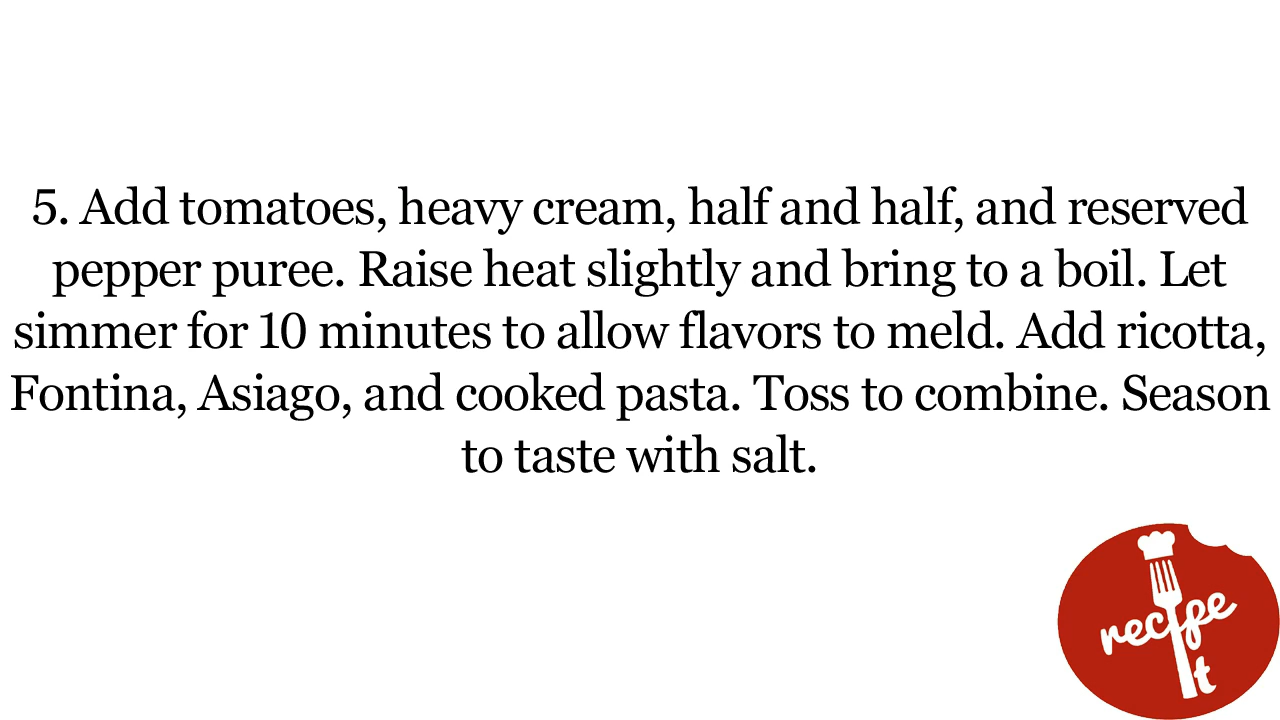 5. Add tomatoes, heavy cream, half and half, and reserved
pepper puree. Raise heat slightly and bring to a boil. Let
simmer for 10 minutes to allow flavors to meld. Add ricotta,
Fontina, Asiago, and cooked pasta. Toss to combine. Season
to taste with salt.
recipe
It